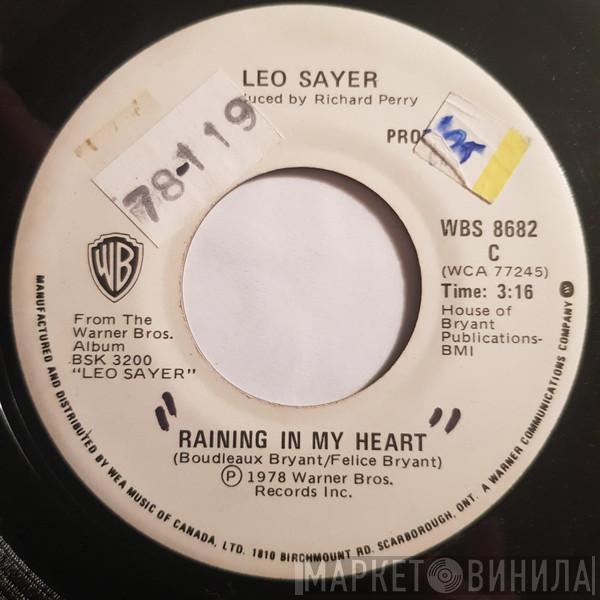 LEO SAYER
duced by Richard Perry
78-119
PRO
WB
WBS 8682
C
(WCA 77245)
Time: 3:16
House of
Bryant
Publications-
BMI
From The
Warner Bros.
Album
BSK 3200
"LEO SAYER"
" "
RAINING IN MY HEART
(Boudleaux Bryant/Felice Bryant)
Ⓟ 1978 Warner Bros.
Records Inc.
MANUFACTURED AND DISTRIBUTED BY WEA MUSIC OF CANADA, LTD. 1810 BIRCHMOUNT RD. SCARBOROUGH, ONT. A WARNER COMMUNICATIONS COMPANY
МАРКЕТ ВИНИЛА